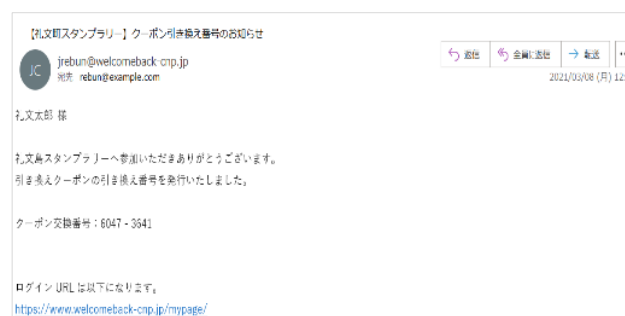 【礼文町スタンプラリー】クーポン引き換え番号のお知らせ
JC
jrebun@welcomeback-cnp.jp
宛先 rebun@example.com
返信
全員に返信
転送
2021/03/08 (月) 12:
礼文太郎 様
礼文島スタンプラリーへ参加いただきありがとうございます。
引き換えクーポンの引き換え番号を発行いたしました。
クーポン交換番号：6047 - 3641
ログイン URL は以下になります。
https://www.welcomeback-cnp.jp/mypage/